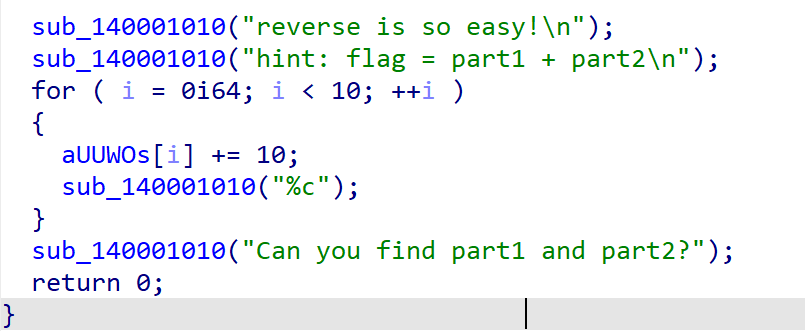 sub_140001010("reverse is so easy!\n");
sub_140001010("hint: flag = part1 + part2\n");
for ( i = 0i64; i < 10; ++i )
{
aUUWOs[i] += 10;
sub_140001010("%c");
}
sub_140001010("Can you find part1 and part2?");
return 0;
}